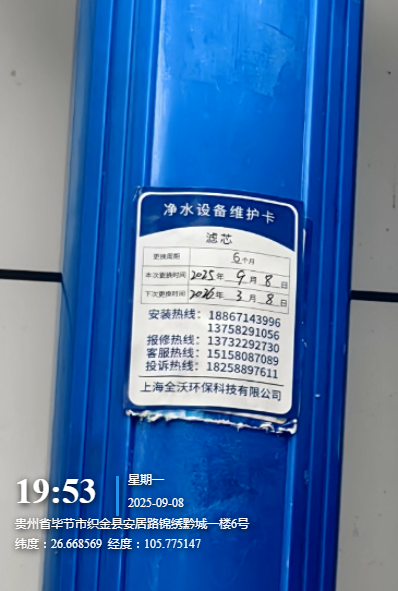 净水设备维护卡
滤芯
更换周期 6个月
本次更换时间 2025年 9月 8日
下次更换时间 2026年 3月 8日
安装热线：18867143996
13758291056
报修热线：13732292730
客服热线：15158087089
投诉热线：18258897611
上海全沃环保科技有限公司
19:53
星期一
2025-09-08
贵州省毕节市织金县安居路锦绣黔城一楼6号
纬度：26.668569 经度：105.775147